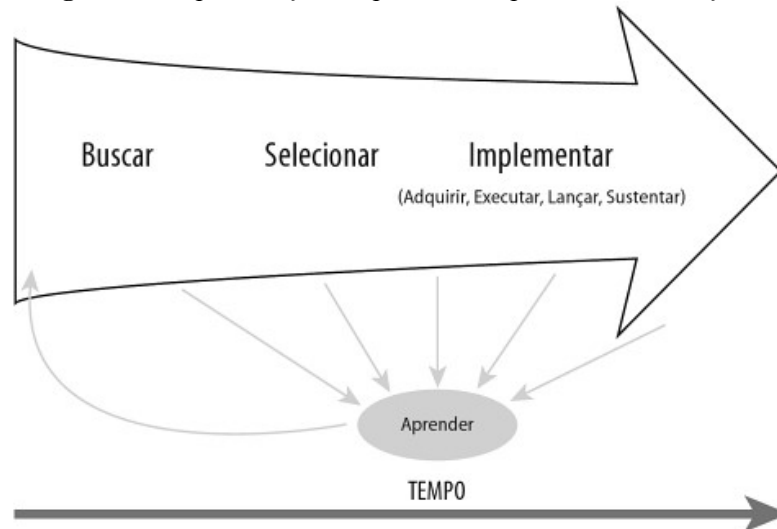 Buscar
Selecionar
Implementar
(Adquirir, Executar, Lançar, Sustentar)
Aprender
TEMPO